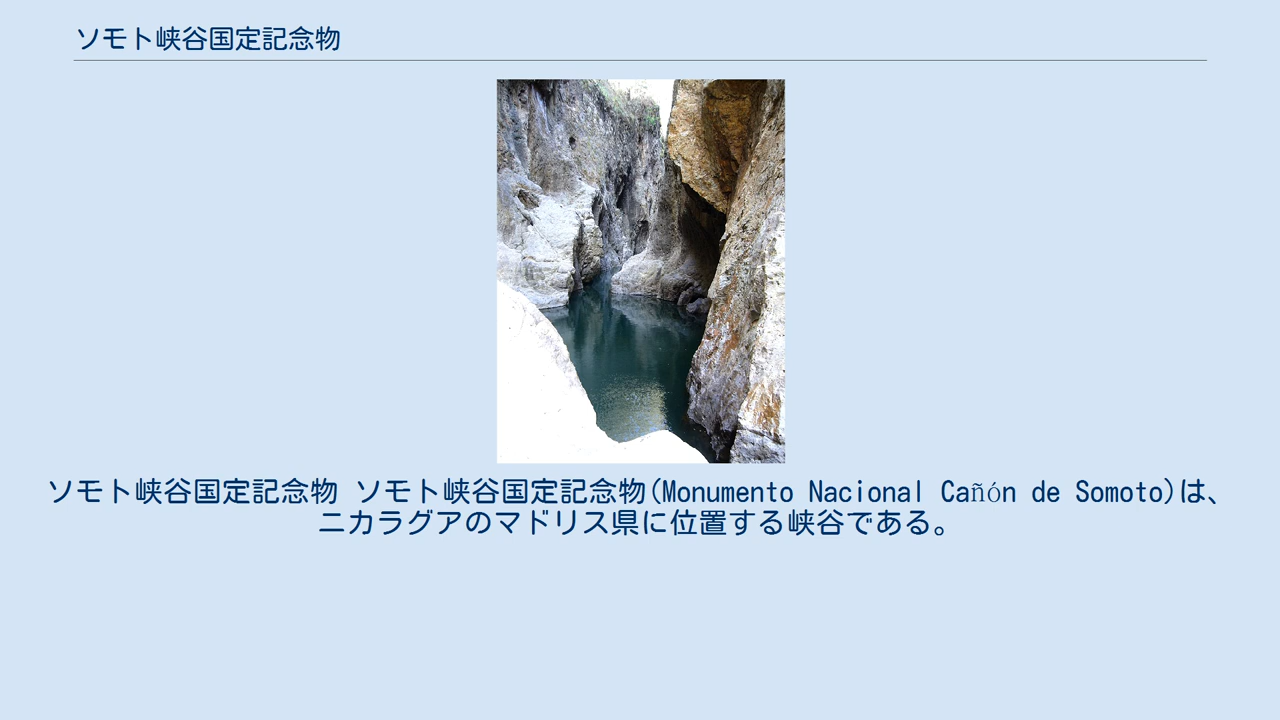 ソモト峡谷国定記念物
ソモト峡谷国定記念物 ソモト峡谷国定記念物(Monumento Nacional Cañón de Somoto)は、
ニカラグアのマドリス県に位置する峡谷である。